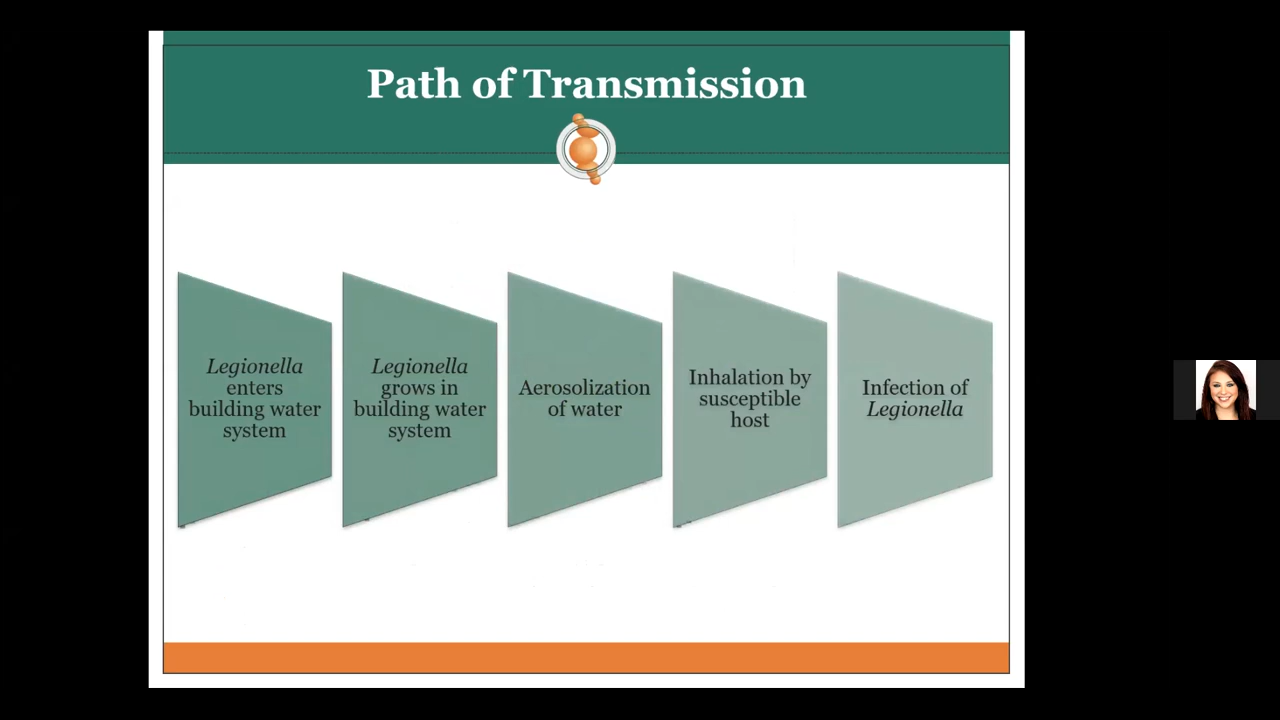 Path of Transmission
Legionella
enters
building water
system
Legionella
grows in
building water
system
Aerosolization
of water
Inhalation by
susceptible
host
Infection of
Legionella